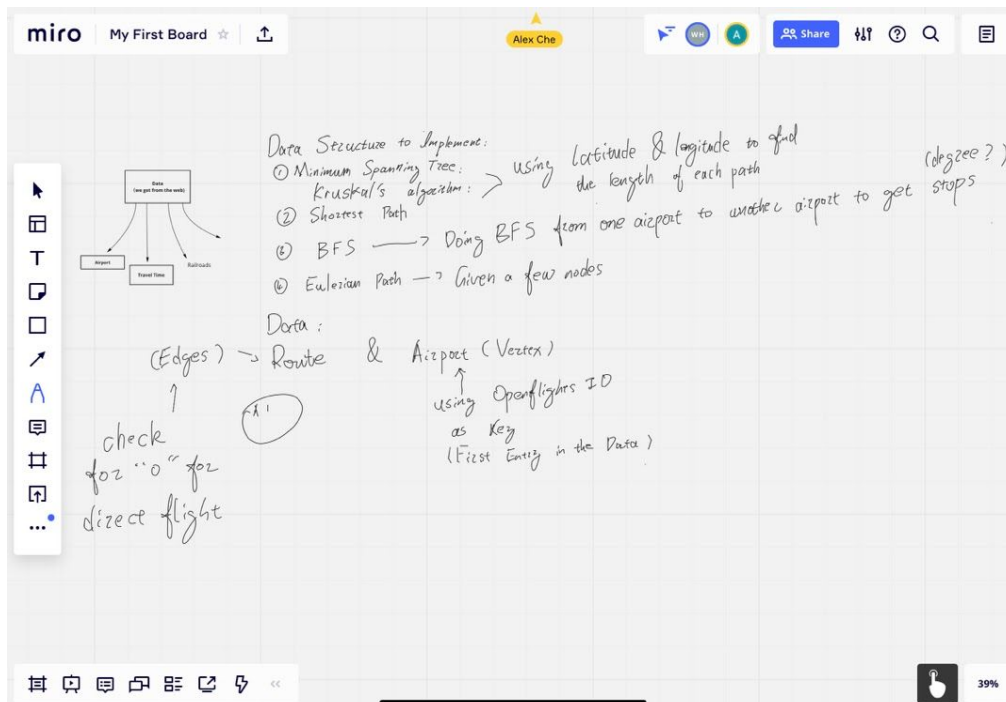 miro
My First Board
Alex Che
WH
A
Share
Data
(we got from the web)
Airport
Travel Time
Railroads
Data Structure to Implement:
① Minimum Spanning Tree:
Kruskal's algorithm:
using latitude & longitude to find
the length of each path
② Shortest Path
(degree?)
③ BFS → Doing BFS from one airport to another airport to get stops
④ Eulerian Path → Given a few nodes
Data:
(Edges) → Route & Airport (Vertex)
using Openflights ID
as Key
(First Entry in the Data)
check
for "0" for
direct flight
T
39%